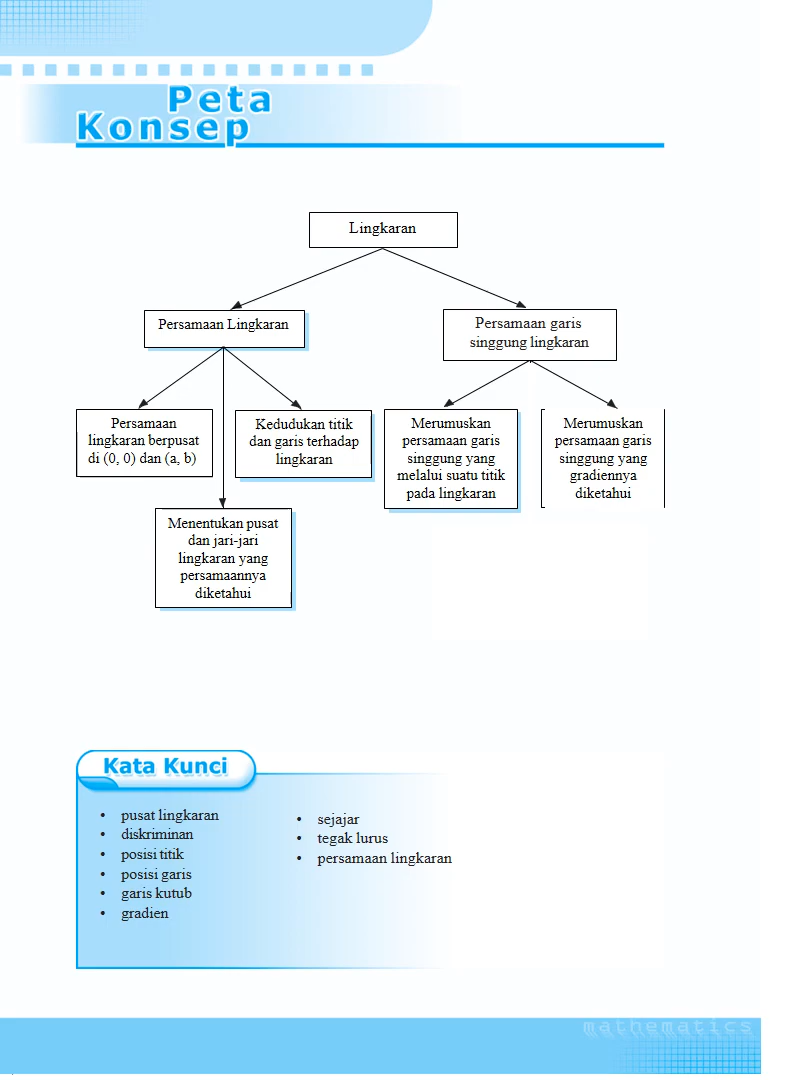 Peta
Konsep
Lingkaran
Persamaan Lingkaran
Persamaan garis
singgung lingkaran
Persamaan
lingkaran berpusat
di (0, 0) dan (a, b)
Kedudukan titik
dan garis terhadap
lingkaran
Merumuskan
persamaan garis
singgung yang
melalui suatu titik
pada lingkaran
Merumuskan
persamaan garis
singgung yang
gradiennya
diketahui
Menentukan pusat
dan jari-jari
lingkaran yang
persamaannya
diketahui
Kata Kunci
• pusat lingkaran
• diskriminan
• posisi titik
• posisi garis
• garis kutub
• gradien
• sejajar
• tegak lurus
• persamaan lingkaran
mathematics